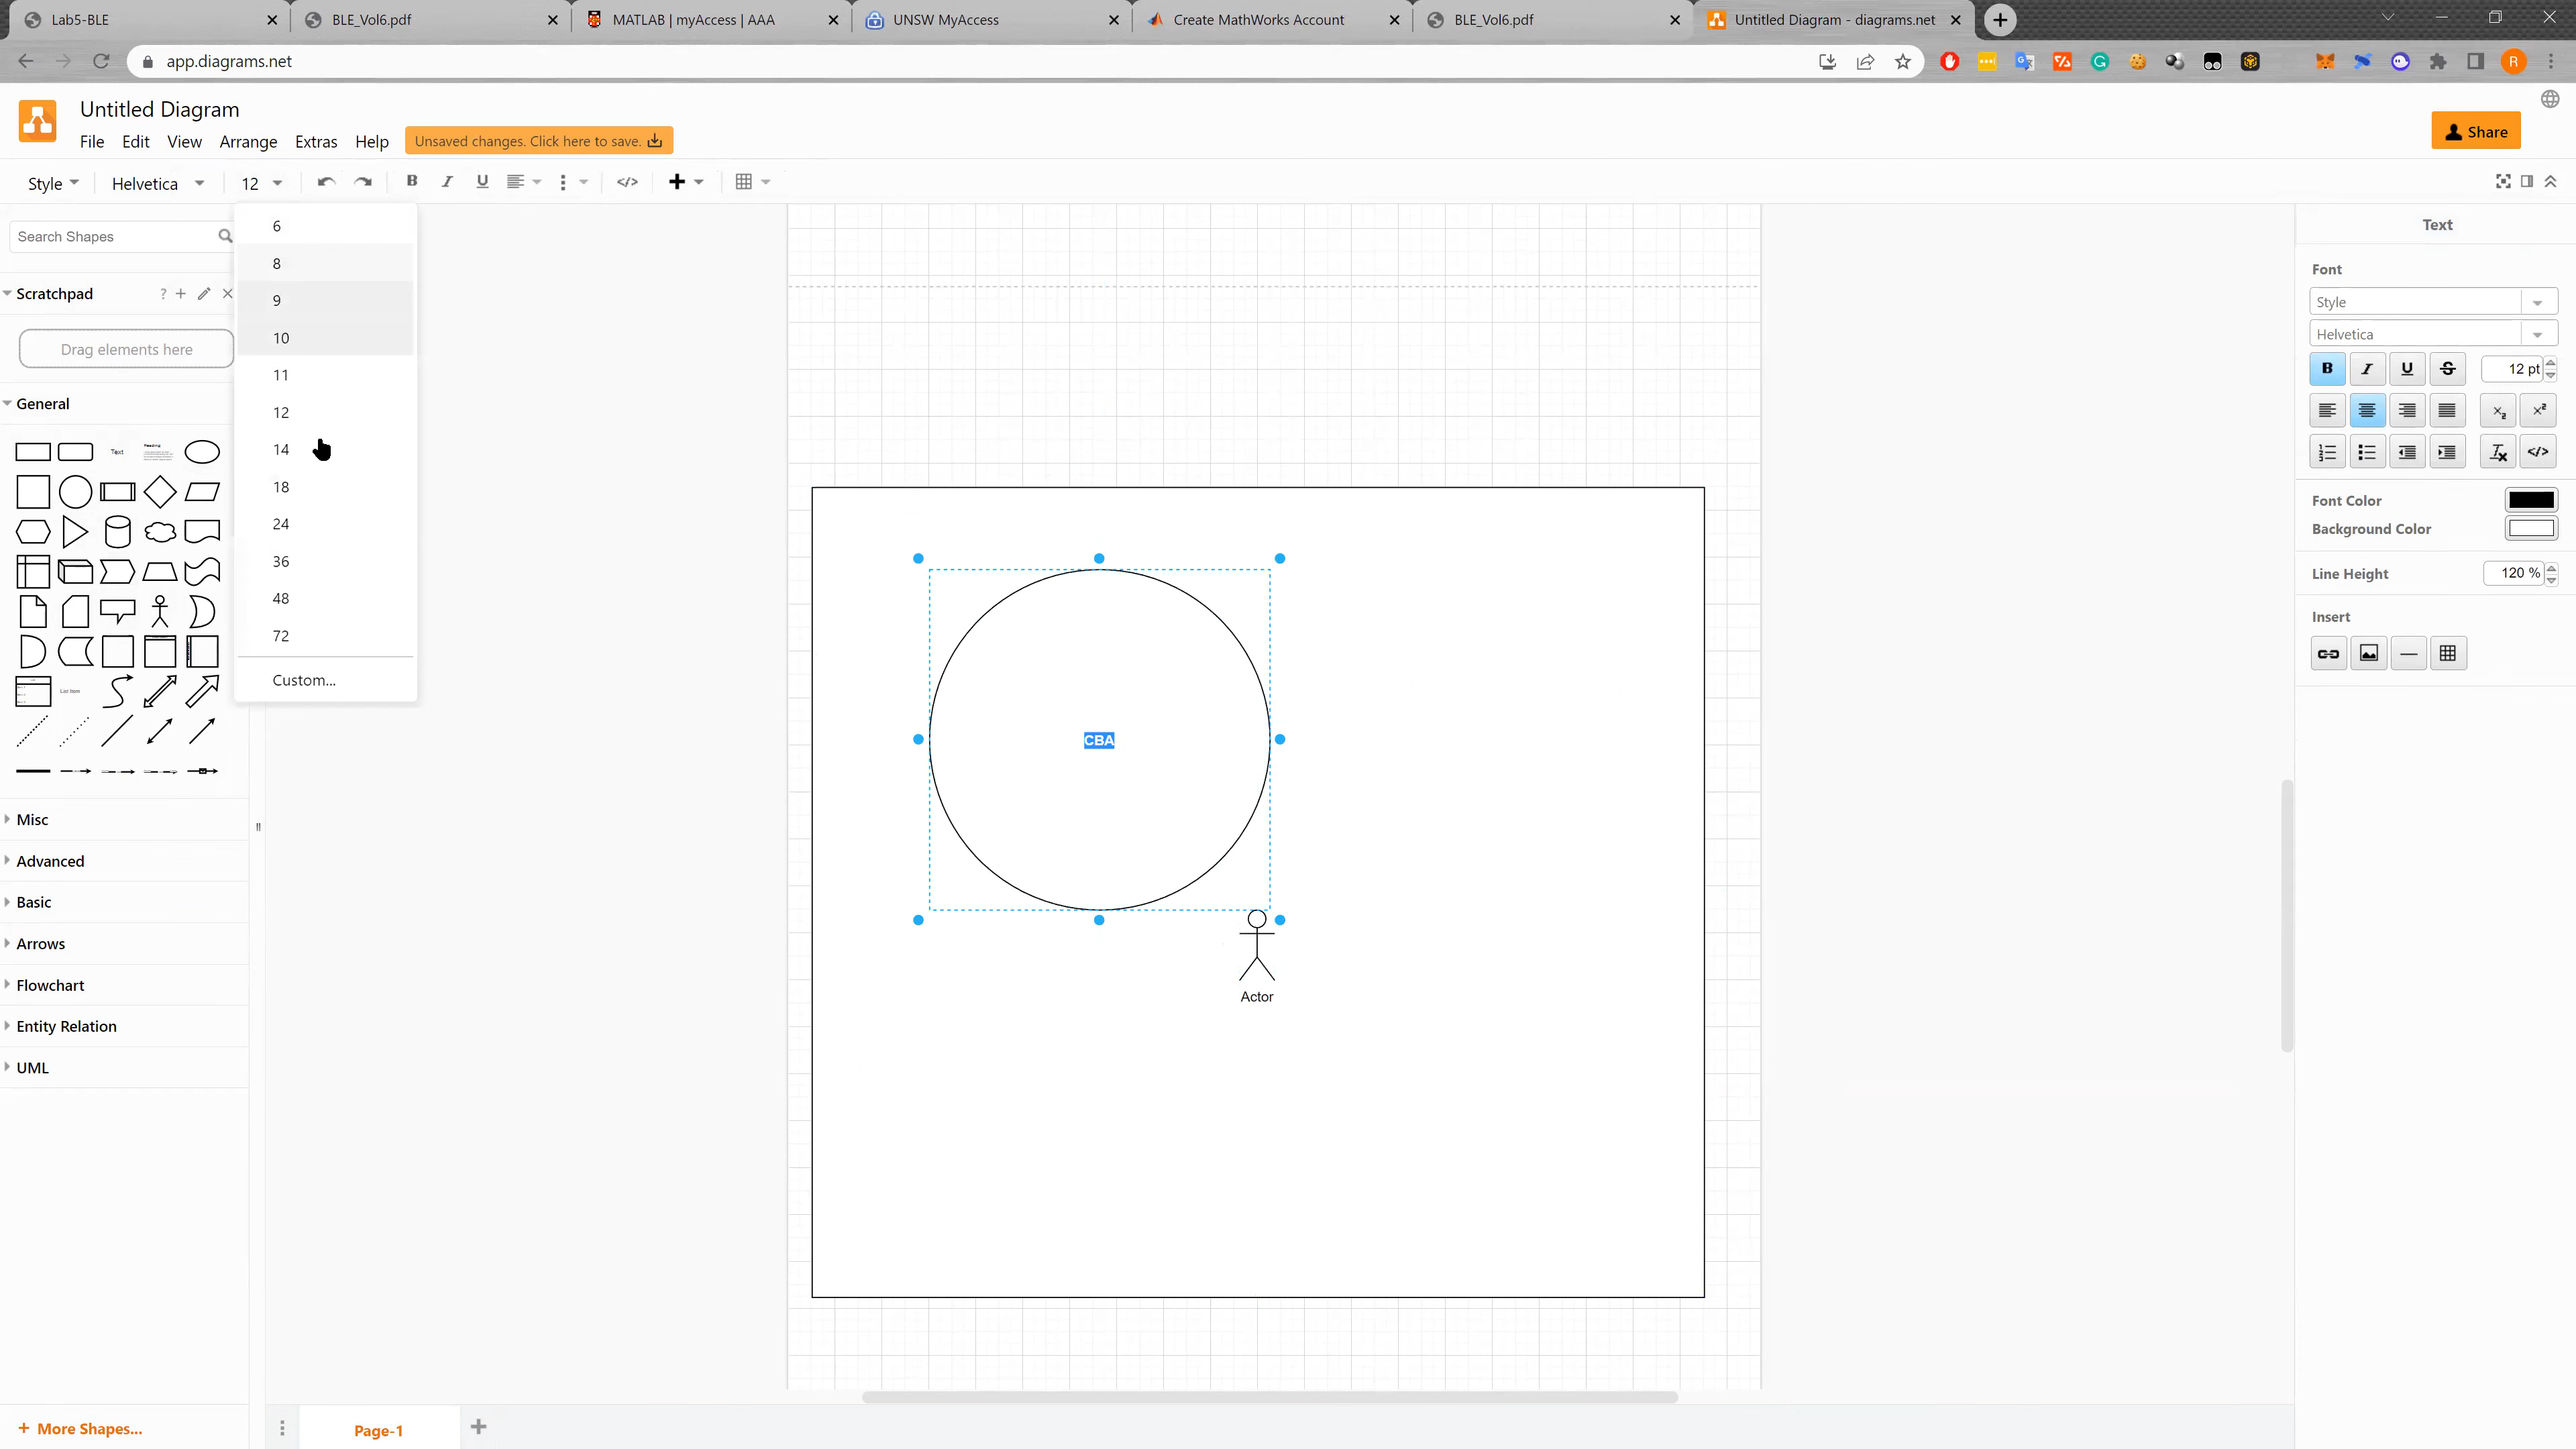 Lab5-BLE
BLE_Vol6.pdf
MATLAB | myAccess | AAA
UNSW MyAccess
Create MathWorks Account
BLE_Vol6.pdf
Untitled Diagram - diagrams.net
app.diagrams.net
R
Untitled Diagram
File Edit View Arrange Extras Help
Unsaved changes. Click here to save.
Share
Style Helvetica 12 B I U
Search Shapes
Scratchpad ?
Drag elements here
General
Text
Heading
List Item
Misc
Advanced
Basic
Arrows
Flowchart
Entity Relation
UML
+ More Shapes...
6
8
9
10
11
12
14
18
24
36
48
72
Custom...
CBA
Actor
Page-1
Text
Font
Style
Helvetica
B I U S 12 pt
Font Color
Background Color
Line Height 120 %
Insert